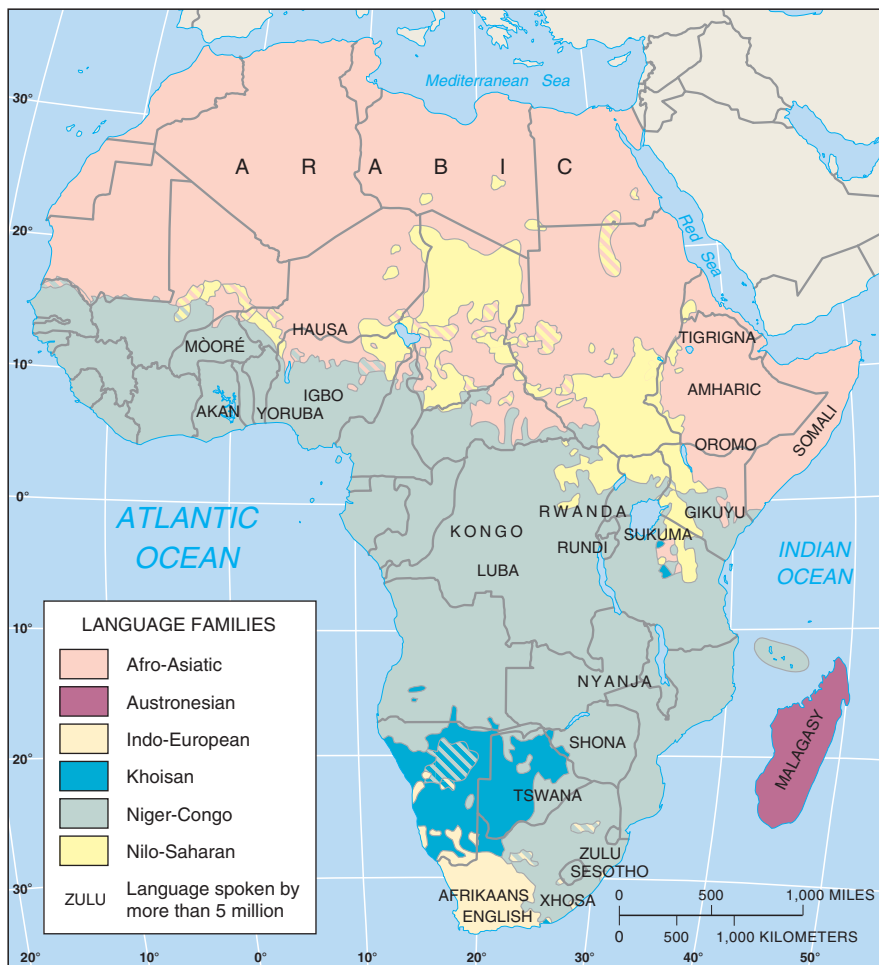 Mediterranean Sea
30°
A R A B I C
20°
Red Sea
HAUSA
TIGRIGNA
MÒORÉ
10°
AMHARIC
IGBO
AKAN
YORUBA
OROMO
SOMALI
0°
ATLANTIC
OCEAN
RWANDA
GIKUYU
KONGO
SUKUMA
RUNDI
INDIAN
OCEAN
LUBA
LANGUAGE FAMILIES
Afro-Asiatic
Austronesian
Indo-European
Khoisan
Niger-Congo
Nilo-Saharan
ZULU Language spoken by
more than 5 million
10°
NYANJA
SHONA
MALAGASY
20°
TSWANA
ZULU
SESOTHO
30°
AFRIKAANS
XHOSA
ENGLISH
0 500 1,000 MILES
0 500 1,000 KILOMETERS
20° 10° 0° 10° 20° 30° 40° 50°